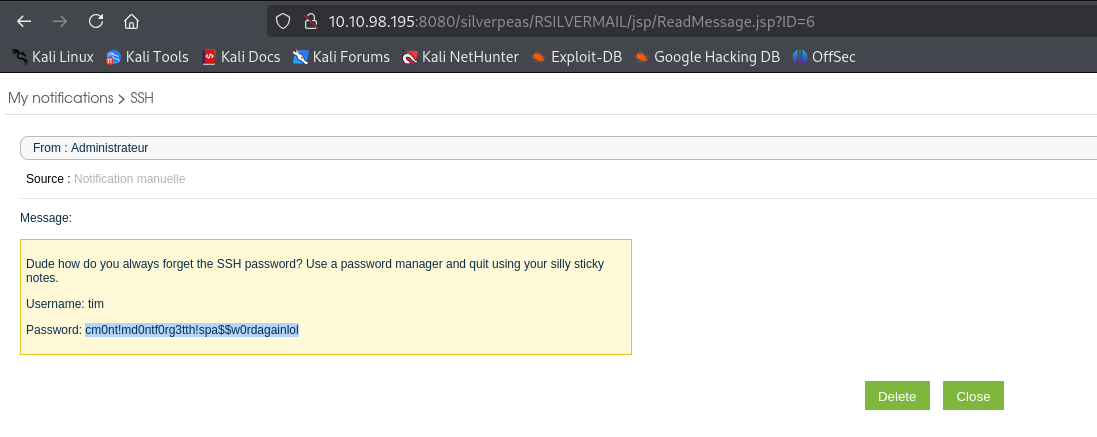 10.10.98.195:8080/silverpeas/RSILVERMAIL/jsp/ReadMessage.jsp?ID=6
Kali Linux Kali Tools Kali Docs Kali Forums Kali NetHunter Exploit-DB Google Hacking DB OffSec
My notifications > SSH
From : Administrateur
Source : Notification manuelle
Message:
Dude how do you always forget the SSH password? Use a password manager and quit using your silly sticky
notes.
Username: tim
Password: cm0nt!md0ntf0rg3tth!spa$$w0rdagainlol
Delete Close